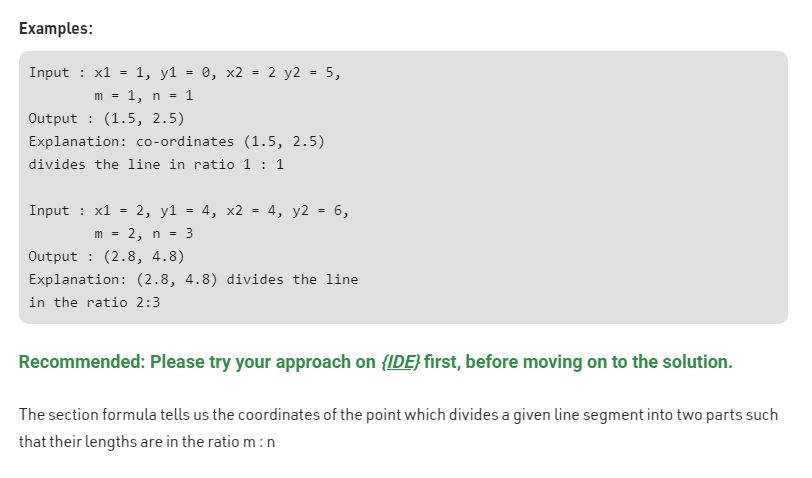 Examples:
Input : x1 = 1, y1 = 0, x2 = 2 y2 = 5,
m = 1, n = 1
Output : (1.5, 2.5)
Explanation: co-ordinates (1.5, 2.5)
divides the line in ratio 1 : 1
Input : x1 = 2, y1 = 4, x2 = 4, y2 = 6,
m = 2, n = 3
Output : (2.8, 4.8)
Explanation: (2.8, 4.8) divides the line
in the ratio 2:3
Recommended: Please try your approach on {IDE} first, before moving on to the solution.
The section formula tells us the coordinates of the point which divides a given line segment into two parts such
that their lengths are in the ratio m : n